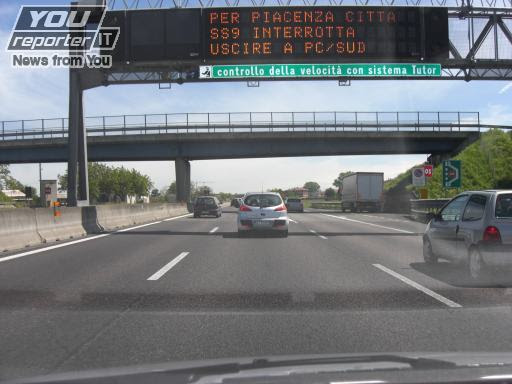 YOU
reporter IT
News from You
PER PIACENZA CITTA
SS9 INTERROTTA
USCIRE A PC/SUD
controllo della velocità con sistema Tutor
SOS